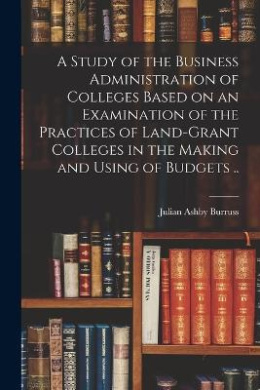 A Study of the Business
Administration of Colleges Based
on an Examination of the
Practices of Land-Grant
Colleges in the Making
and Using of Budgets ..
Julian Ashby Burruss